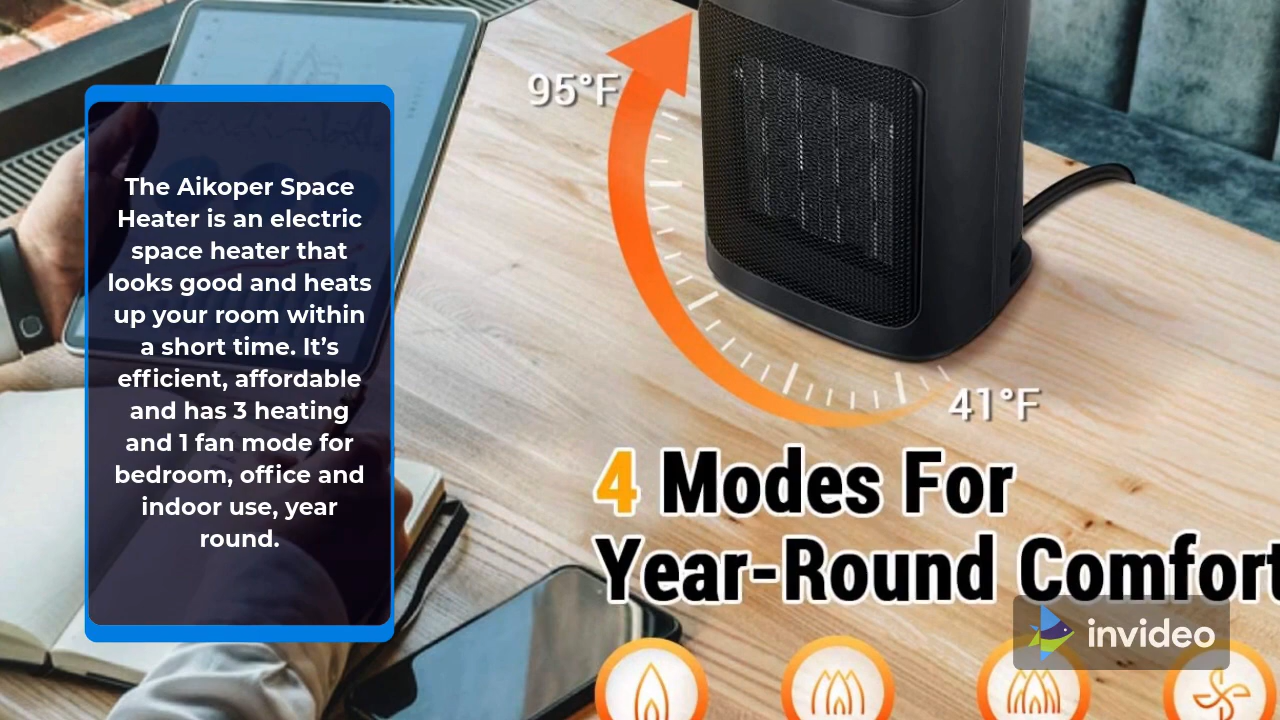 95°F
The Aikoper Space
Heater is an electric
space heater that
looks good and heats
up your room within
a short time. It’s
efficient, affordable
and has 3 heating
and 1 fan mode for
bedroom, office and
indoor use, year
round.
41°F
4 Modes For
Year-Round Comfort
invideo